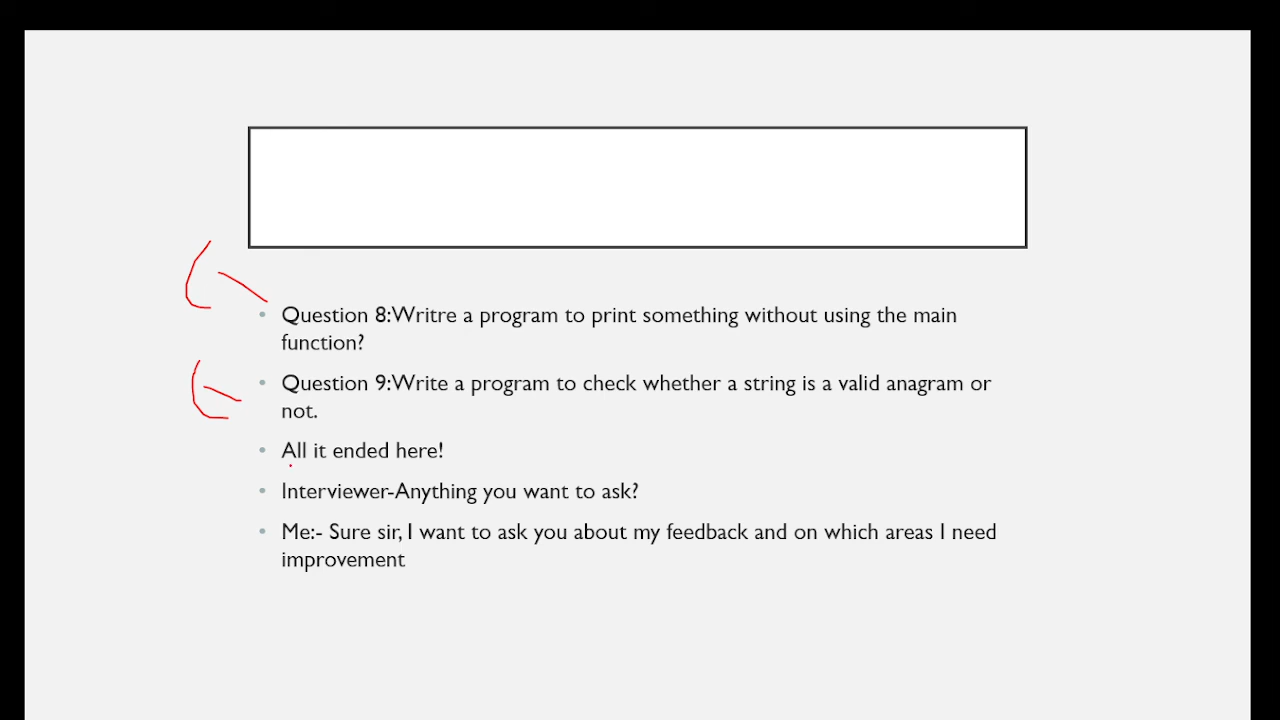 Question 8:Writre a program to print something without using the main
function?
Question 9:Write a program to check whether a string is a valid anagram or
not.
All it ended here!
Interviewer-Anything you want to ask?
Me:- Sure sir, I want to ask you about my feedback and on which areas I need
improvement